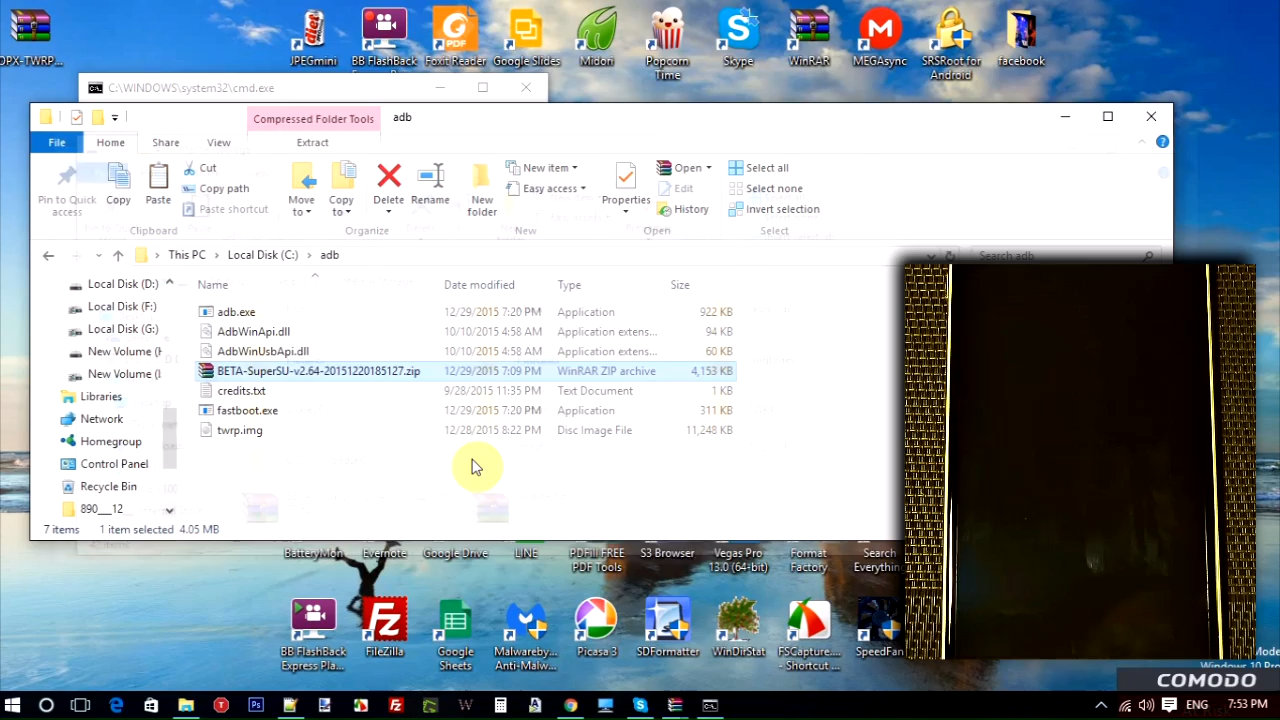 OPX-TWRP...
JPEGmini
BB FlashBack
Foxit Reader
Google Slides
Midori
Popcorn
Time
Skype
WinRAR
MEGAsync
SRSRoot for
Android
facebook
C:\WINDOWS\system32\cmd.exe
Compressed Folder Tools
adb
File
Home
Share
View
Extract
Pin to Quick
access
Copy
Paste
Cut
Copy path
Paste shortcut
Move
to
Copy
to
Delete
Rename
New
folder
New item
Easy access
Properties
Open
Edit
History
Select all
Select none
Invert selection
Clipboard
Organize
New
Open
Select
This PC > Local Disk (C:) > adb
Search adb
Name
Date modified
Type
Size
Local Disk (D:)
Local Disk (F:)
Local Disk (G:)
New Volume (H
New Volume (I
Libraries
Network
Homegroup
Control Panel
Recycle Bin
890__12
adb.exe 12/29/2015 7:20 PM Application 922 KB
AdbWinApi.dll 10/10/2015 4:58 AM Application extens... 94 KB
AdbWinUsbApi.dll 10/10/2015 4:58 AM Application extens... 60 KB
BETA-SuperSU-v2.64-20151220185127.zip 12/29/2015 7:09 PM WinRAR ZIP archive 4,153 KB
credits.txt 9/28/2015 11:35 PM Text Document 1 KB
fastboot.exe 12/29/2015 7:20 PM Application 311 KB
twrp.img 12/28/2015 8:22 PM Disc Image File 11,248 KB
7 items 1 item selected 4.05 MB
BatteryMon
Evernote
Google Drive
LINE
PDFill FREE
PDF Tools
S3 Browser
Vegas Pro
13.0 (64-bit)
Format
Factory
Search
Everything
BB FlashBack
Express Pla...
FileZilla
Google
Sheets
Malwareby...
Anti-Malw...
Picasa 3
SDFormatter
WinDirStat
FSCapture....
- Shortcut
SpeedFan
Mode
Windows 10 Pro
COMODO
ENG
7:53 PM